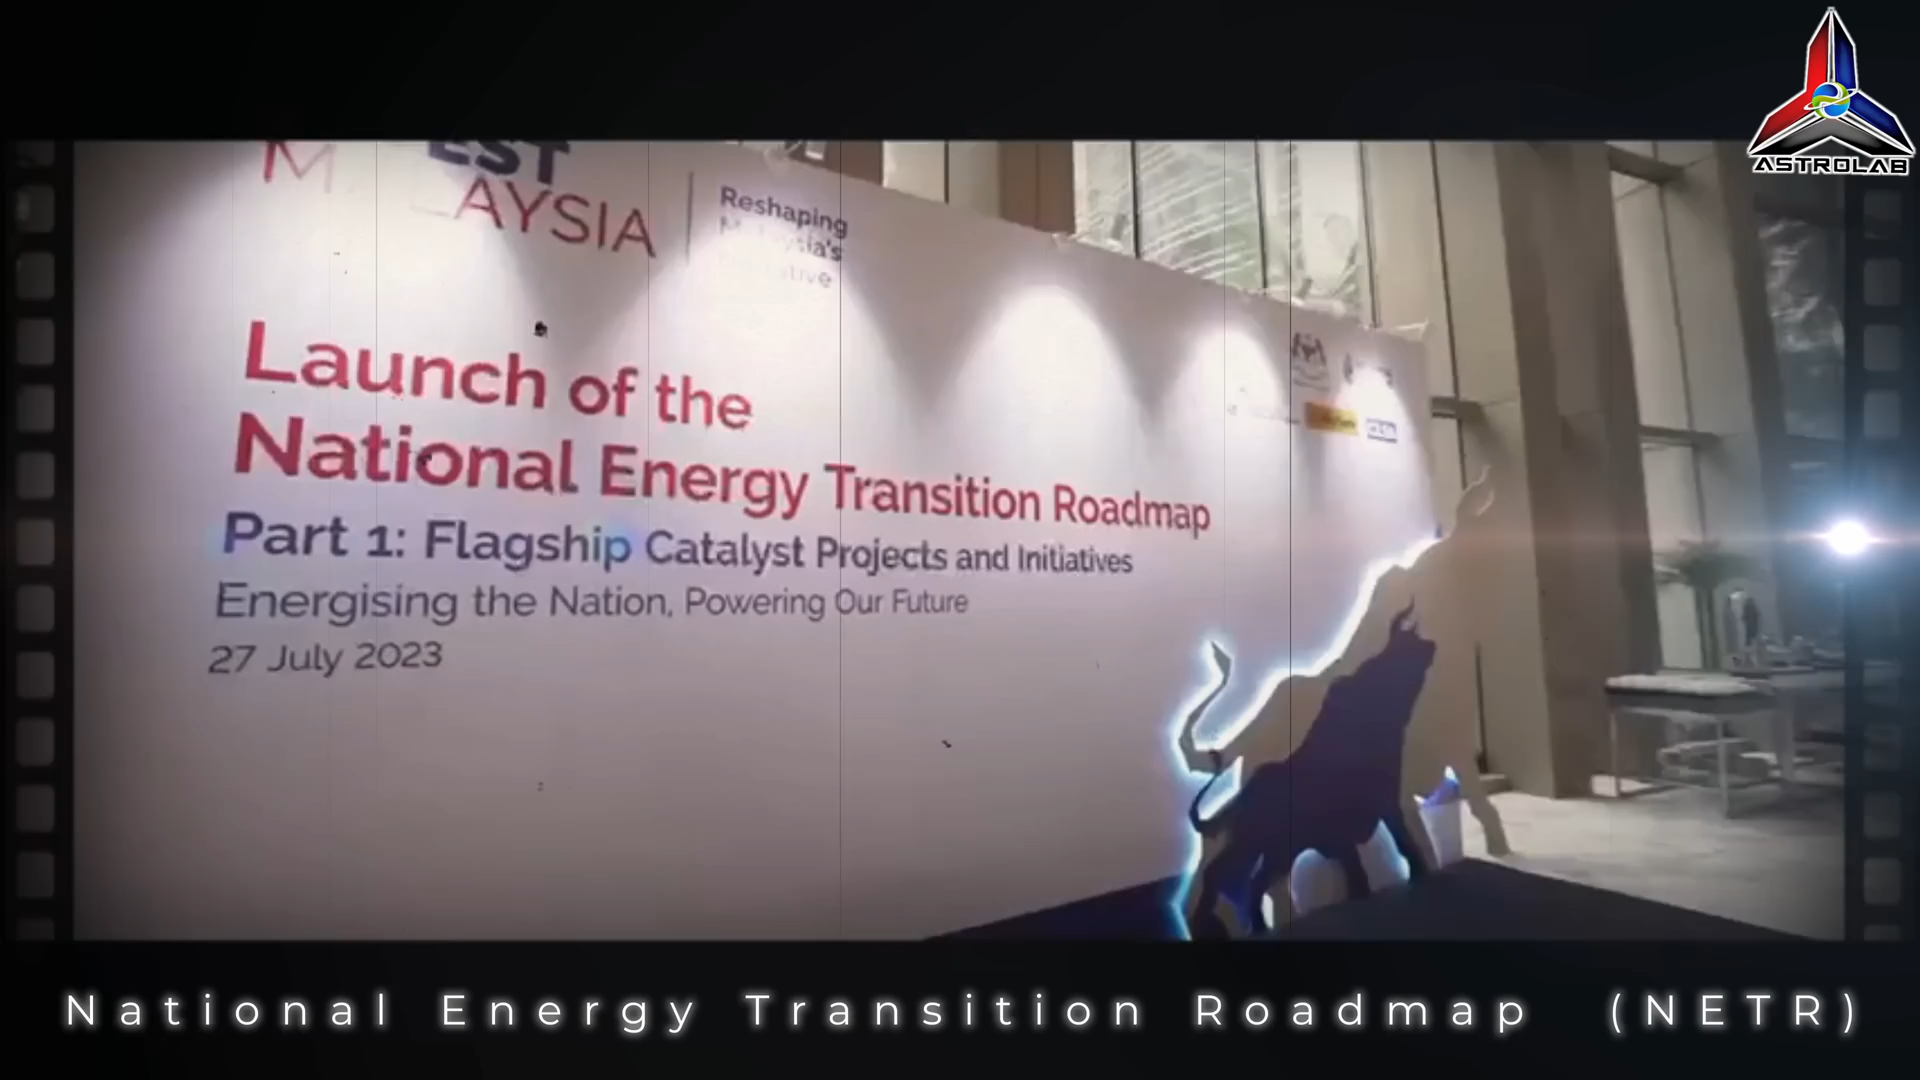 ASTROLAB
EST
AYSIA
Reshaping
Launch of the
National Energy Transition Roadmap
Part 1: Flagship Catalyst Projects and Initiatives
Energising the Nation, Powering Our Future
27 July 2023
National Energy Transition Roadmap (NETR)